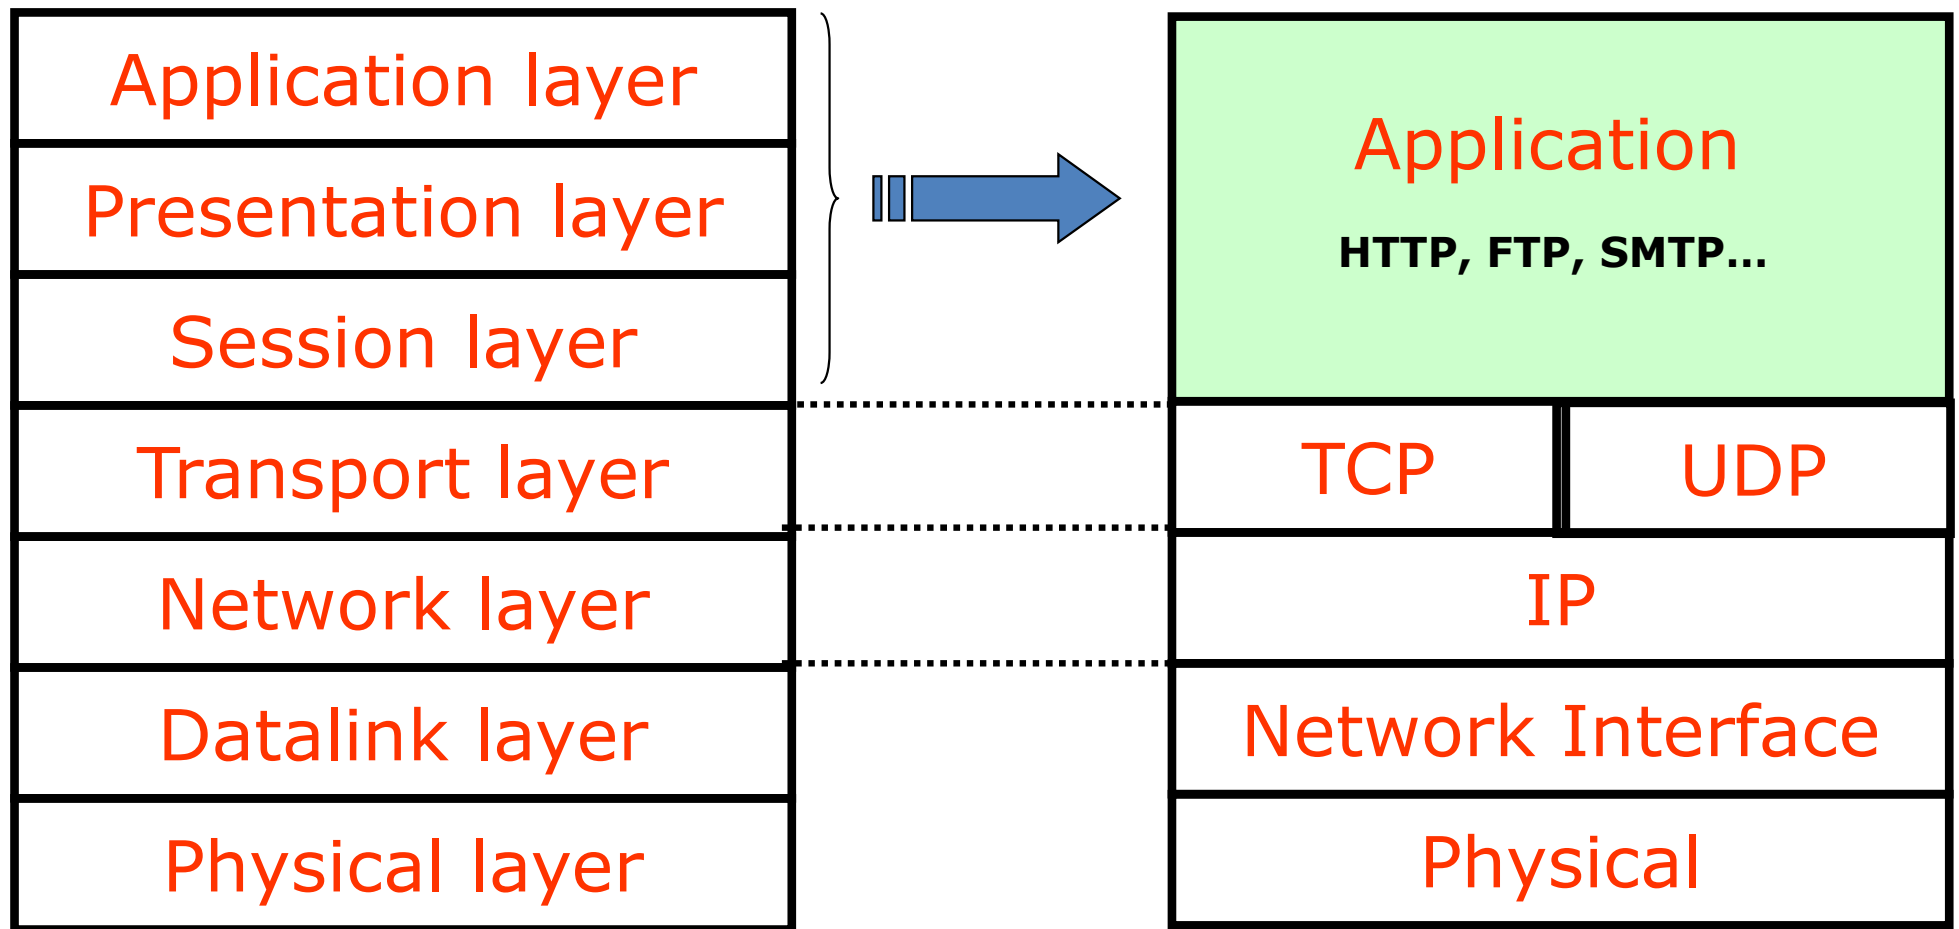 Application layer
Presentation layer
Session layer
Transport layer
Network layer
Datalink layer
Physical layer
Application
HTTP, FTP, SMTP...
TCP
UDP
IP
Network Interface
Physical